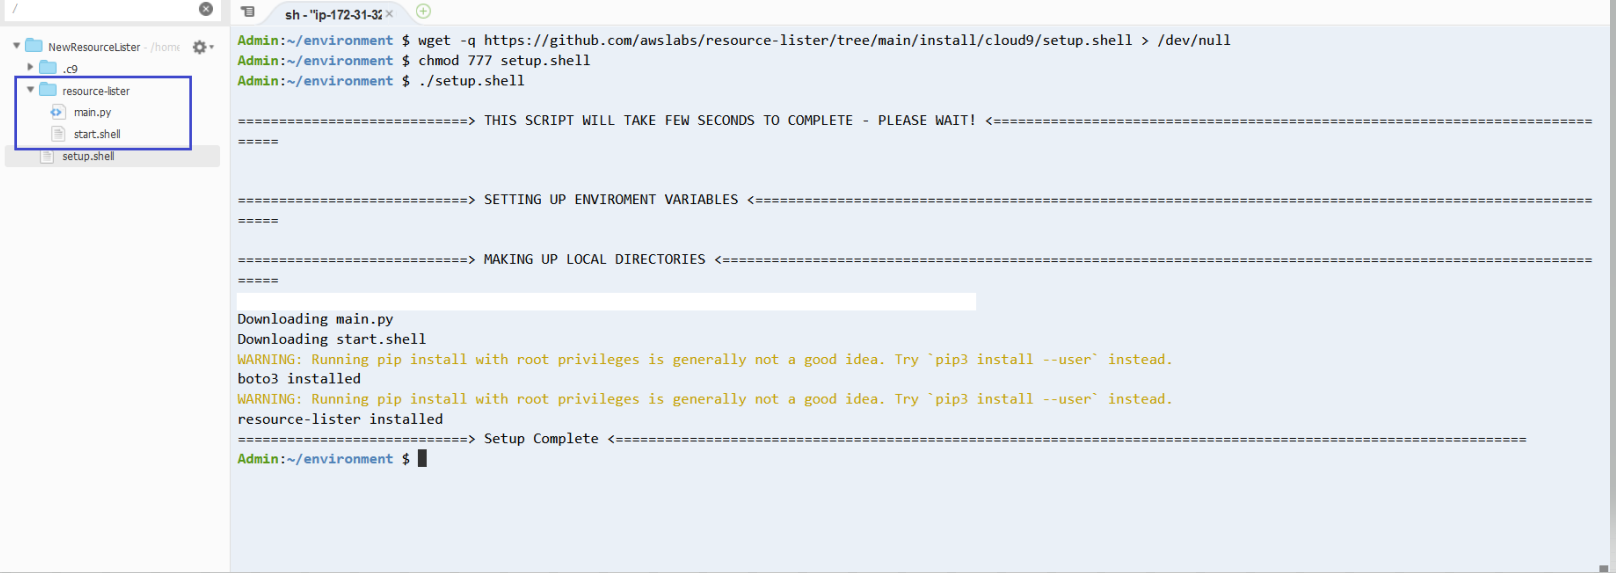 /
sh - "ip-172-31-32
NewResourceLister - /home
.c9
resource-lister
main.py
start.shell
setup.shell
Admin:~/environment $ wget -q https://github.com/awslabs/resource-lister/tree/main/install/cloud9/setup.shell > /dev/null
Admin:~/environment $ chmod 777 setup.shell
Admin:~/environment $ ./setup.shell
============================> THIS SCRIPT WILL TAKE FEW SECONDS TO COMPLETE - PLEASE WAIT! <=========================================================================
=====
============================> SETTING UP ENVIROMENT VARIABLES <======================================================================================================
=====
============================> MAKING UP LOCAL DIRECTORIES <==========================================================================================================
=====
Downloading main.py
Downloading start.shell
WARNING: Running pip install with root privileges is generally not a good idea. Try `pip3 install --user` instead.
boto3 installed
WARNING: Running pip install with root privileges is generally not a good idea. Try `pip3 install --user` instead.
resource-lister installed
============================> Setup Complete <===============================================================================================================
Admin:~/environment $